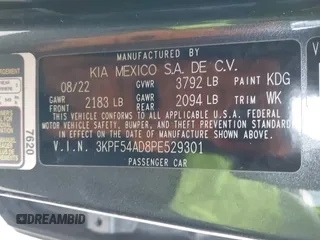 MANUFACTURED BY
KIA MEXICO S.A. DE C.V.
08/22 GVWR 3792 LB PAINT KDG
GAWR FRONT 2183 LB GAWR REAR 2094 LB TRIM WK
THIS VEHICLE CONFORMS TO ALL APPLICABLE U.S.A. FEDERAL
MOTOR VEHICLE SAFETY, BUMPER, AND THEFT PREVENTION STANDARDS
IN EFFECT ON THE DATE OF MANUFACTURE SHOWN ABOVE.
V.I.N. 3KPF54AD8PE529301
PASSENGER CAR
7620
DREAMBID